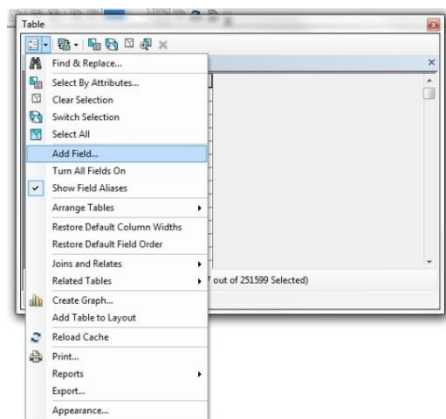 Table
Find & Replace...
Select By Attributes...
Clear Selection
Switch Selection
Select All
Add Field...
Turn All Fields On
Show Field Aliases
Arrange Tables
Restore Default Column Widths
Restore Default Field Order
Joins and Relates
Related Tables
out of 251599 Selected)
Create Graph...
Add Table to Layout
Reload Cache
Print...
Reports
Export...
Appearance...